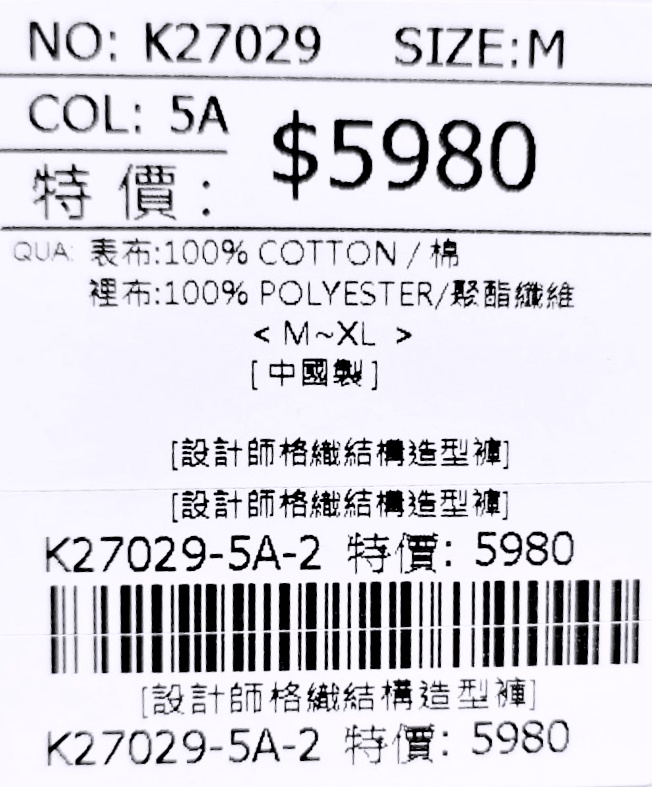 NO: K27029 SIZE:M
COL: 5A
特價: $5980
QUA: 表布:100% COTTON / 棉
裡布:100% POLYESTER/聚酯纖維
< M~XL >
[中國製]
[設計師格織結構造型褲]
[設計師格織結構造型褲]
K27029-5A-2 特價: 5980
[設計師格織結構造型褲]
K27029-5A-2 特價: 5980